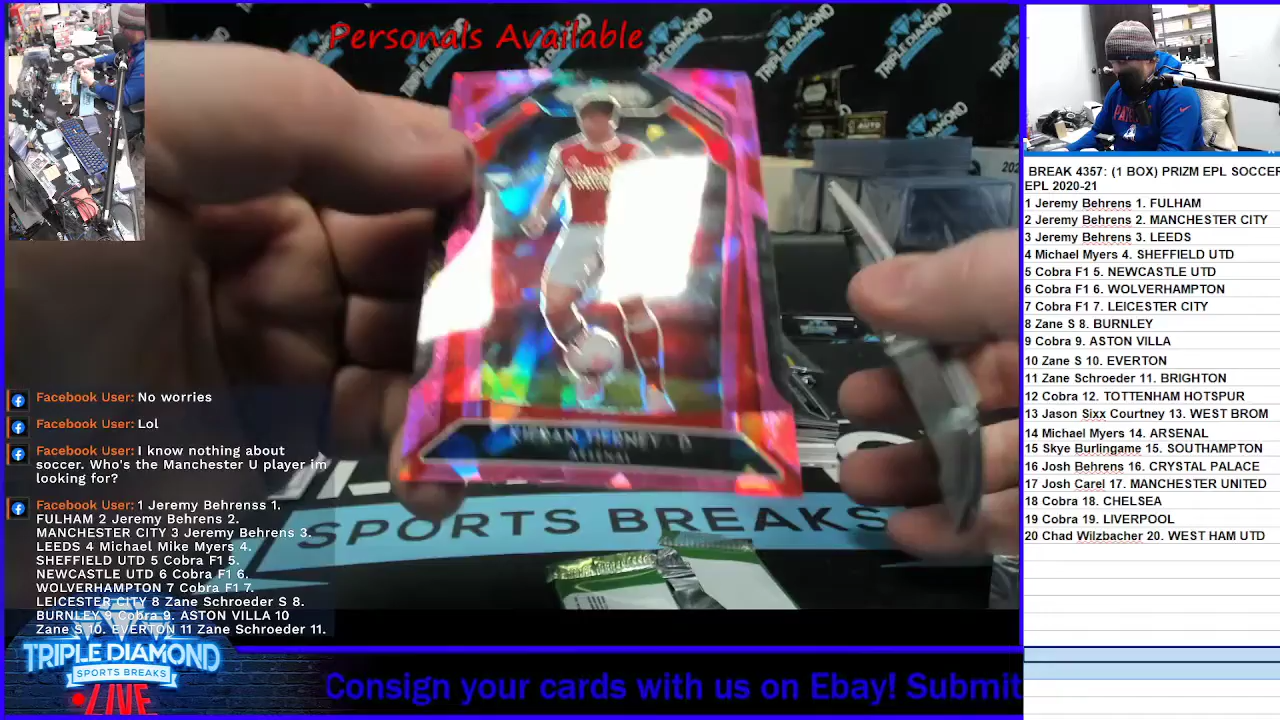 Personals Available
TRIPLE DIAMOND
KIERAN TIERNEY - D
ARSENAL
SPORTS BREAKS
AUTO
Facebook User: No worries
Facebook User: Lol
Facebook User: I know nothing about
soccer. Who's the Manchester U player im
looking for?
Facebook User: 1 Jeremy Behrenss 1.
FULHAM 2 Jeremy Behrens 2.
MANCHESTER CITY 3 Jeremy Behrens 3.
LEEDS 4 Michael Mike Myers 4.
SHEFFIELD UTD 5 Cobra F1 5.
NEWCASTLE UTD 6 Cobra F1 6.
WOLVERHAMPTON 7 Cobra F1 7.
LEICESTER CITY 8 Zane Schroeder S 8.
BURNLEY 9 Cobra 9. ASTON VILLA 10
Zane S 10. EVERTON 11 Zane Schroeder 11.
TRIPLE DIAMOND
SPORTS BREAKS
LIVE
Consign your cards with us on Ebay! Submit
BREAK 4357: (1 BOX) PRIZM EPL SOCCER
EPL 2020-21
1 Jeremy Behrens 1. FULHAM
2 Jeremy Behrens 2. MANCHESTER CITY
3 Jeremy Behrens 3. LEEDS
4 Michael Myers 4. SHEFFIELD UTD
5 Cobra F1 5. NEWCASTLE UTD
6 Cobra F1 6. WOLVERHAMPTON
7 Cobra F1 7. LEICESTER CITY
8 Zane S 8. BURNLEY
9 Cobra 9. ASTON VILLA
10 Zane S 10. EVERTON
11 Zane Schroeder 11. BRIGHTON
12 Cobra 12. TOTTENHAM HOTSPUR
13 Jason Sixx Courtney 13. WEST BROM
14 Michael Myers 14. ARSENAL
15 Skye Burlingame 15. SOUTHAMPTON
16 Josh Behrens 16. CRYSTAL PALACE
17 Josh Carel 17. MANCHESTER UNITED
18 Cobra 18. CHELSEA
19 Cobra 19. LIVERPOOL
20 Chad Wilzbacher 20. WEST HAM UTD